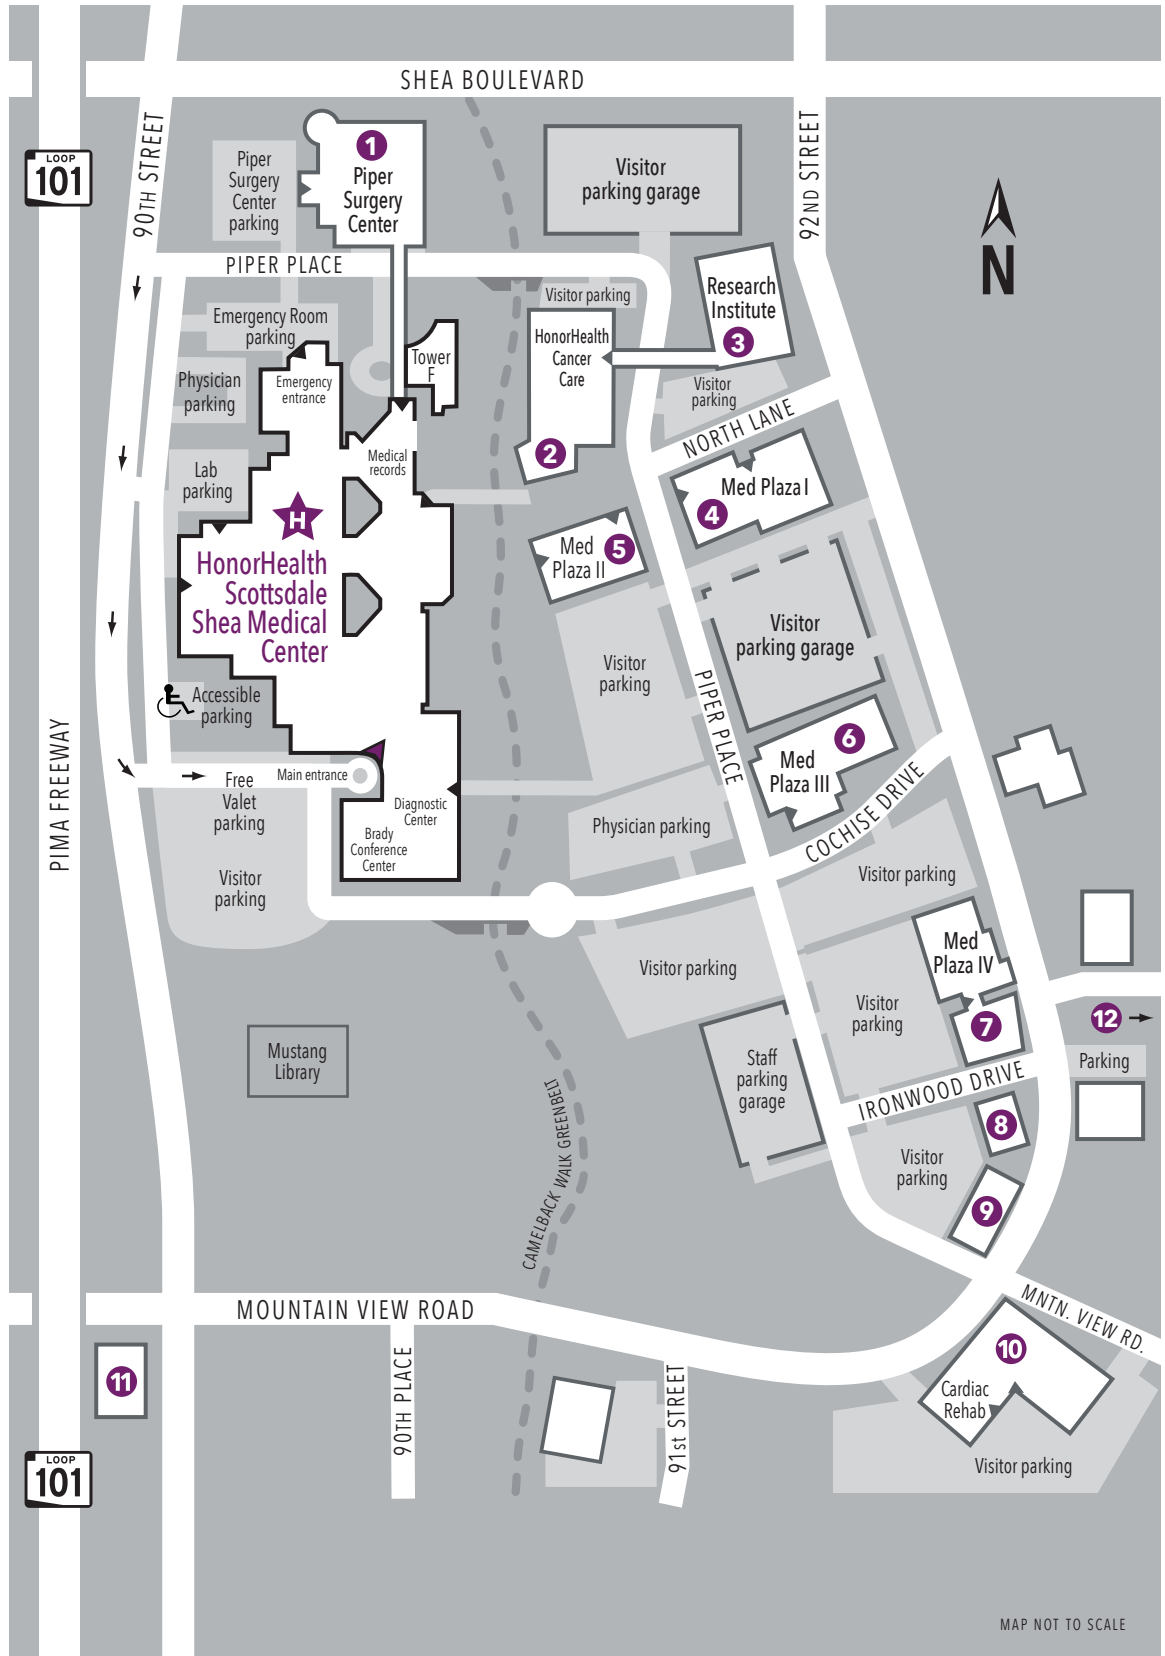 SHEA BOULEVARD
LOOP
101
90TH STREET
92ND STREET
1
Piper
Surgery
Center
Piper
Surgery
Center
parking
Visitor
parking garage
N
PIPER PLACE
Research
Institute
3
Visitor parking
Emergency Room
parking
HonorHealth
Cancer
Care
2
Tower
F
Physician
parking
Emergency
entrance
Visitor
parking
NORTH LANE
Medical
records
Lab
parking
Med Plaza I
4
H
HonorHealth
Scottsdale
Shea Medical
Center
Med
Plaza II
5
Visitor
parking garage
Visitor
parking
PIPER PLACE
Accessible
parking
6
Med
Plaza III
PIMA FREEWAY
Main entrance
Free
Valet
parking
Diagnostic
Center
Brady
Conference
Center
Physician parking
COCHISE DRIVE
Visitor
parking
Visitor parking
Med
Plaza IV
7
Visitor parking
Visitor
parking
12
Parking
Mustang
Library
Staff
parking
garage
IRONWOOD DRIVE
8
CAMELBACK WALK GREENBELT
Visitor
parking
9
MOUNTAIN VIEW ROAD
MNTN. VIEW RD.
10
Cardiac
Rehab
Visitor parking
11
90TH PLACE
91st STREET
LOOP
101
MAP NOT TO SCALE